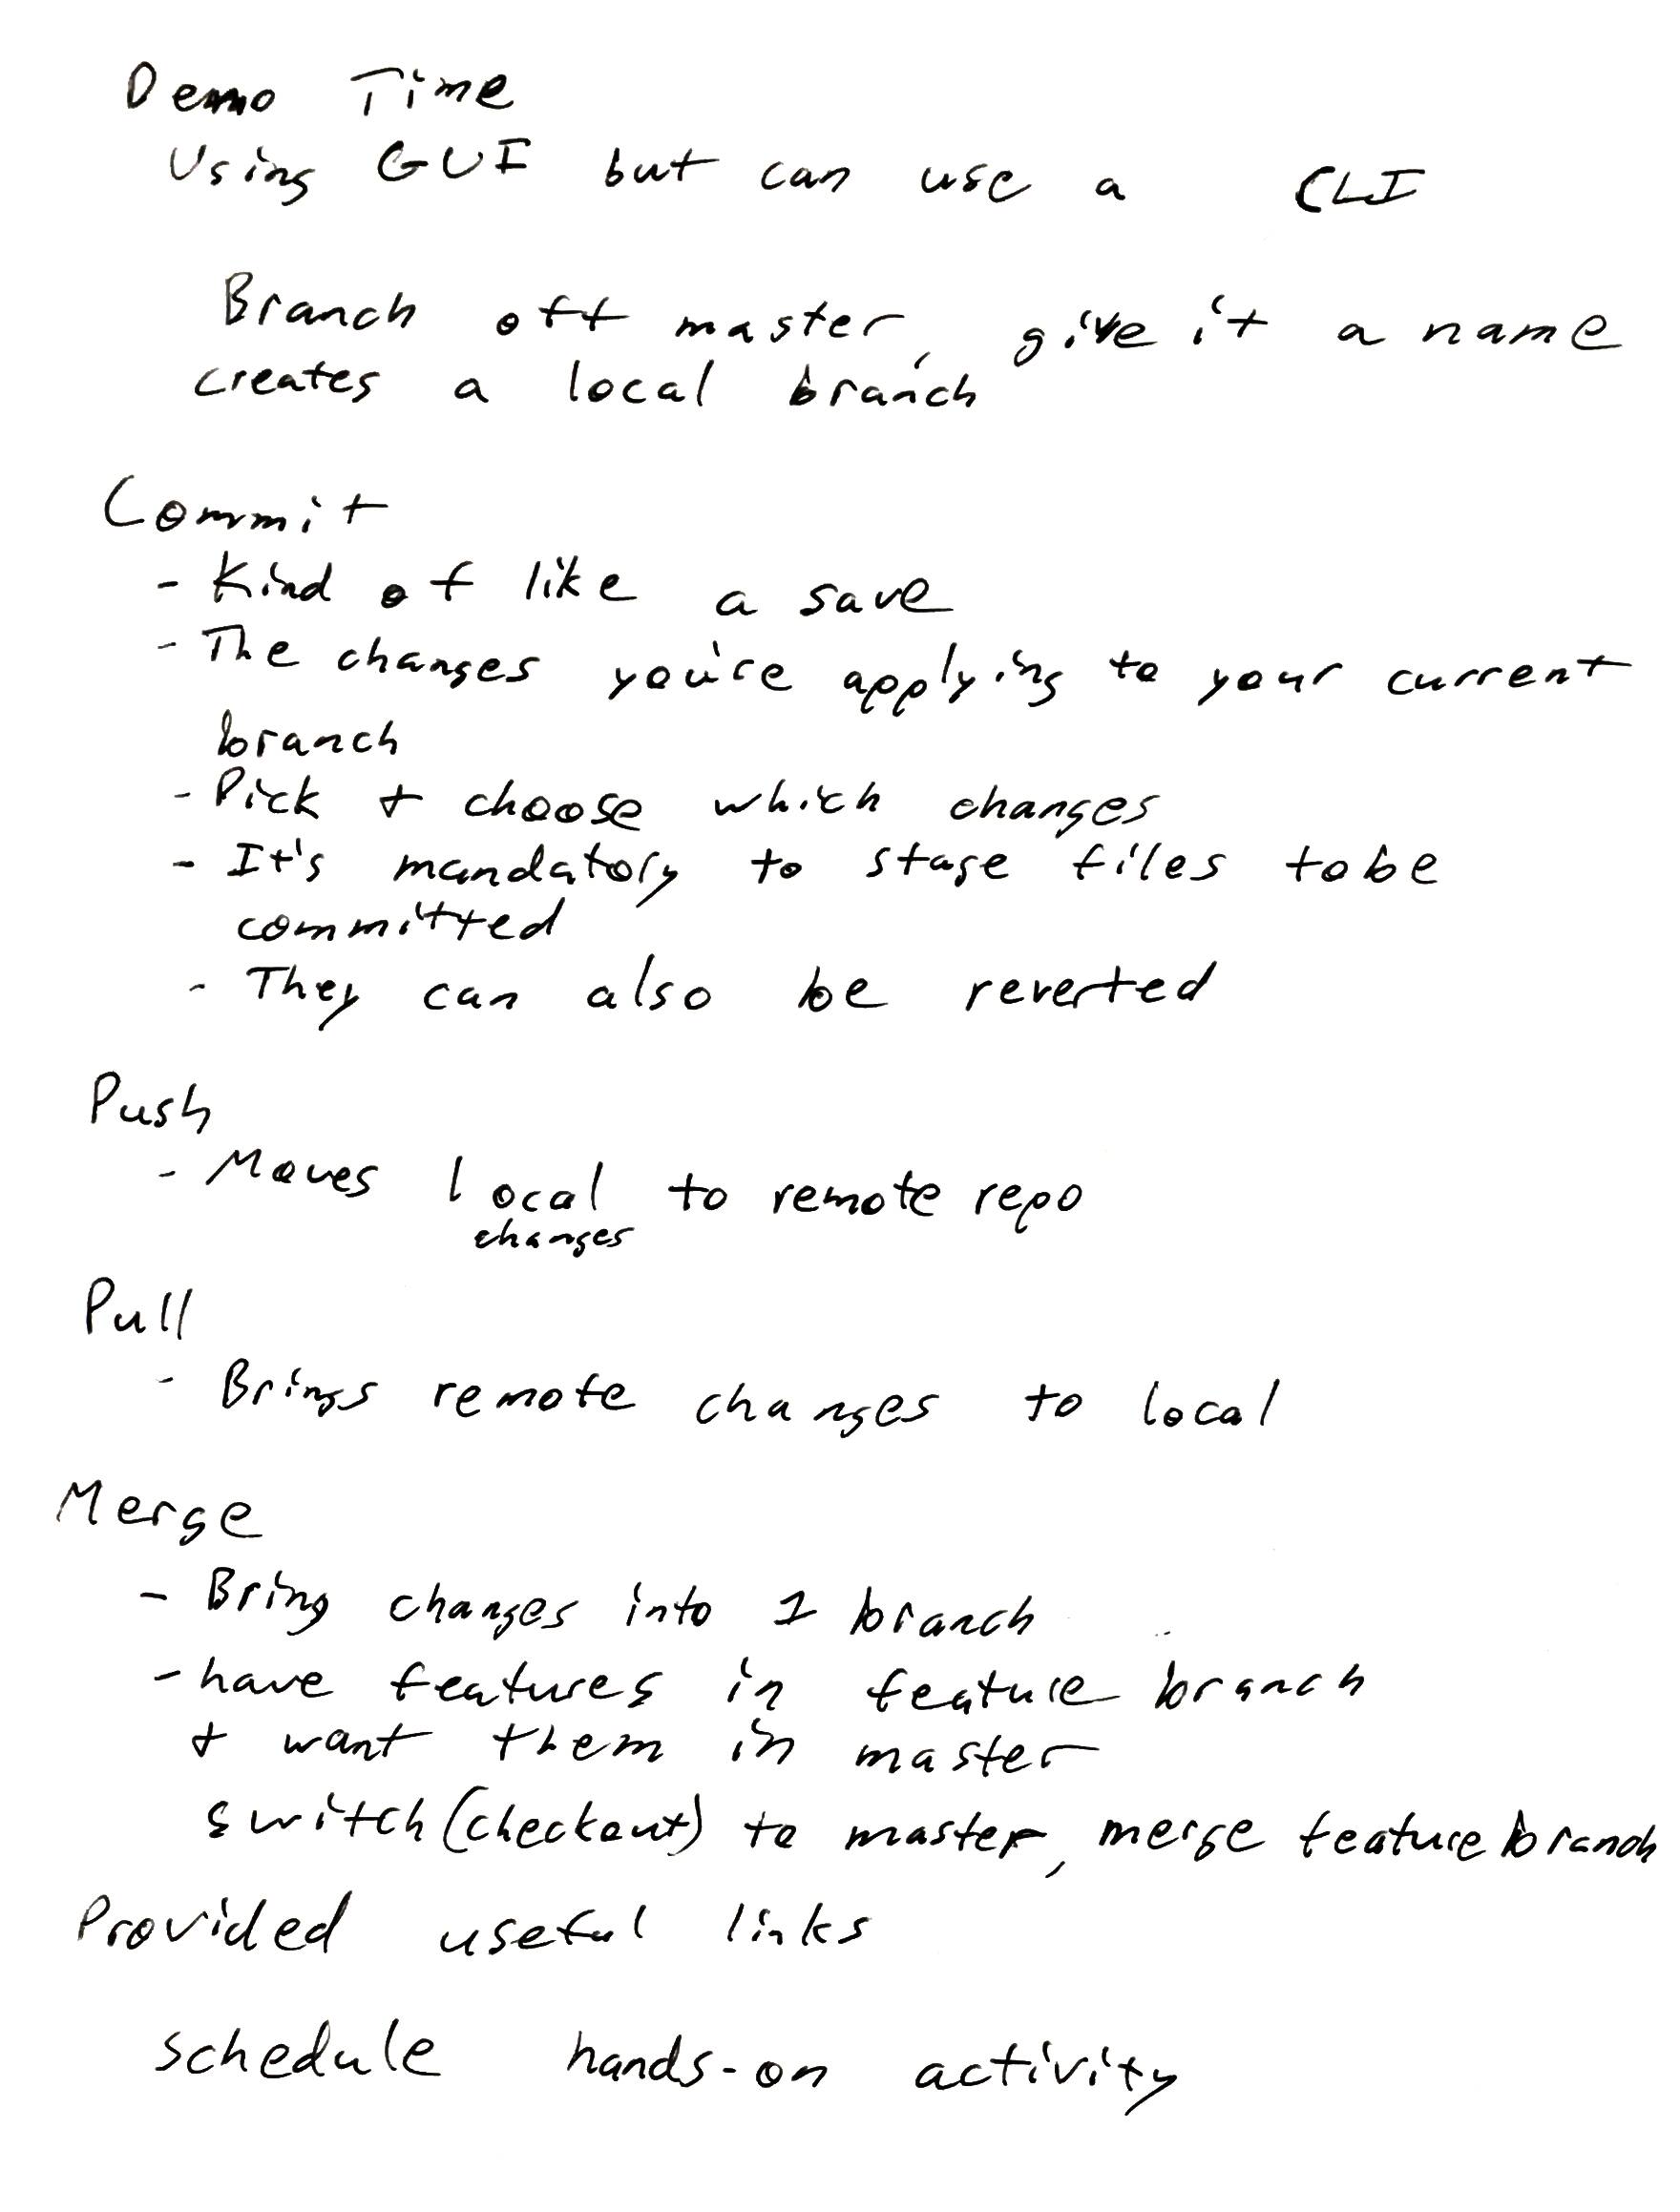 Demo Time
Using GUI but can use a CLI
Branch off master, give it a name
creates a local branch
Commit
- Kind of like a save
- The changes you're applying to your current
branch
- Pick + choose which changes
- It's mandatory to stage files to be
committed
- They can also be reverted
Push
- Moves local to remote repo
changes
Pull
- Brings remote changes to local
Merge
- Bring changes into 1 branch
- have features in feature branch
+ want them in master
switch (checkout) to master, merge feature branch
Provided useful links
schedule hands-on activity